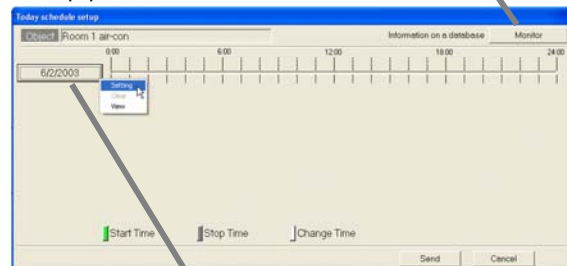 Today schedule setup
Object Room 1 air-con Information on a database Monitor
0:00 6:00 12:00 18:00 24:00
6/2/2003
Setting
Clear
View
Start Time Stop Time Change Time
Send Cancel